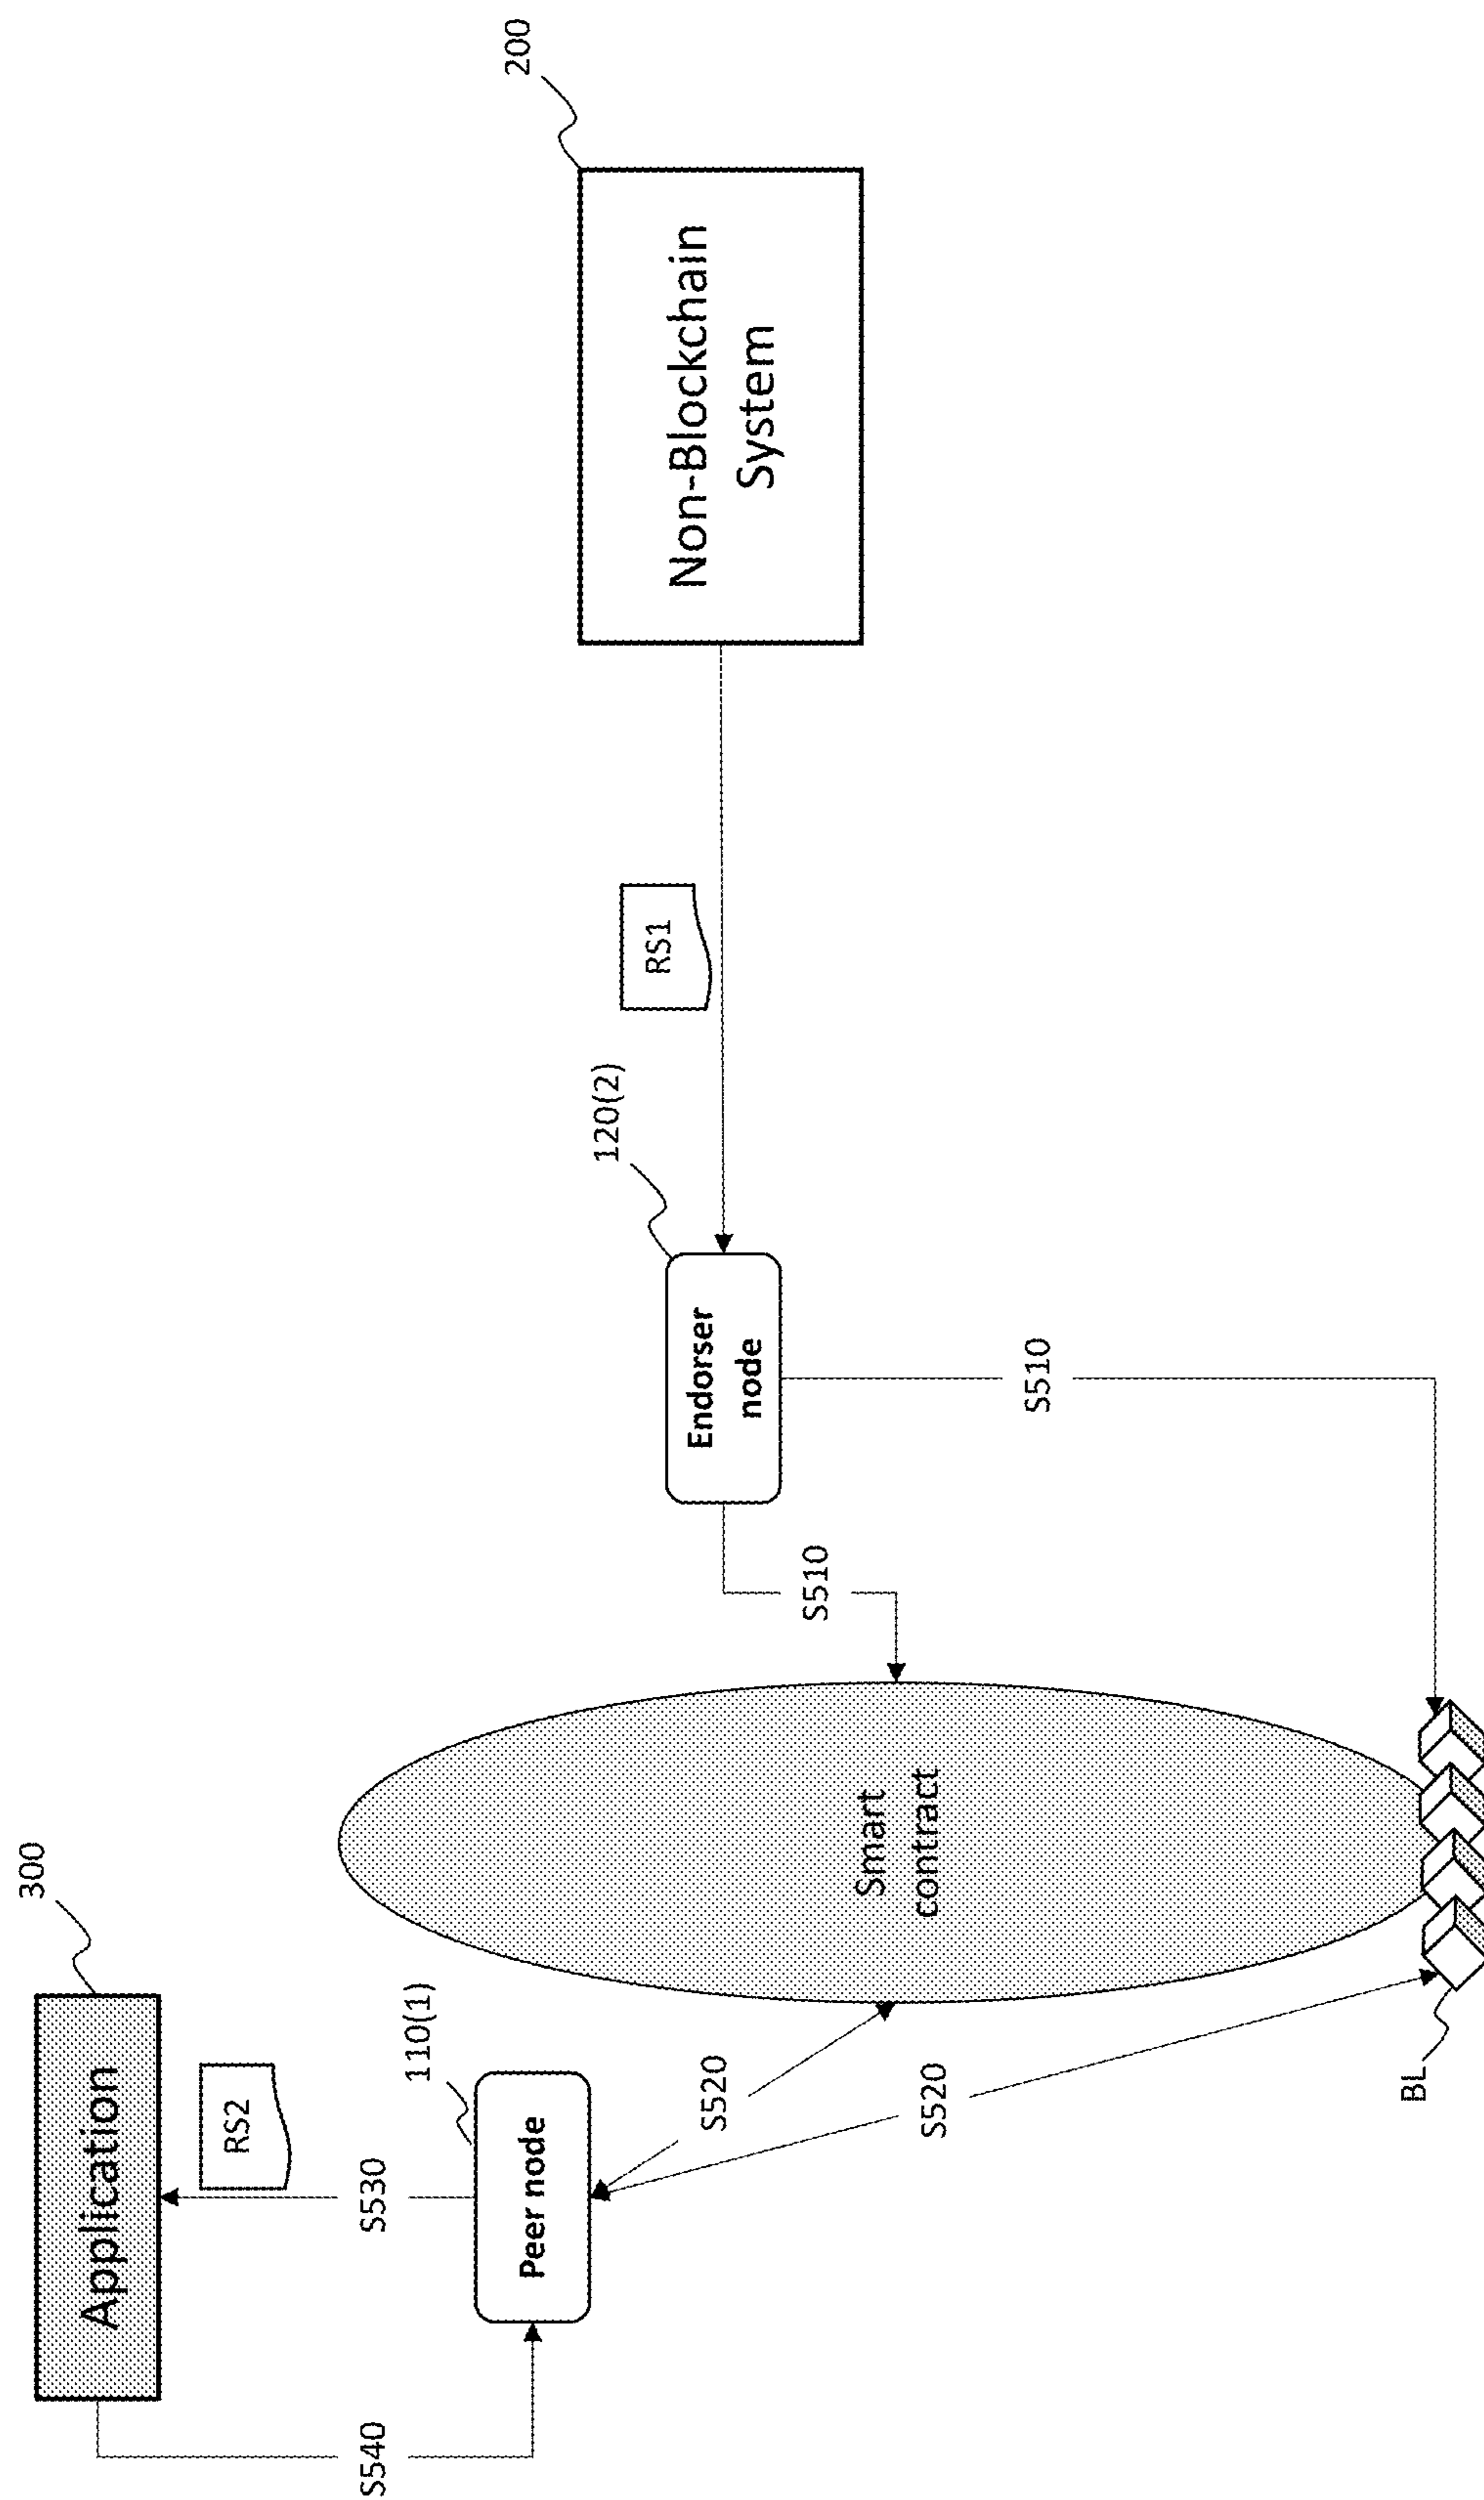 300
Application
RS2
S530
S540
110(1)
Peer node
S520
S520
Smart
contract
BL
S510
S510
120(2)
Endorser
node
RS1
200
Non-Blockchain
System